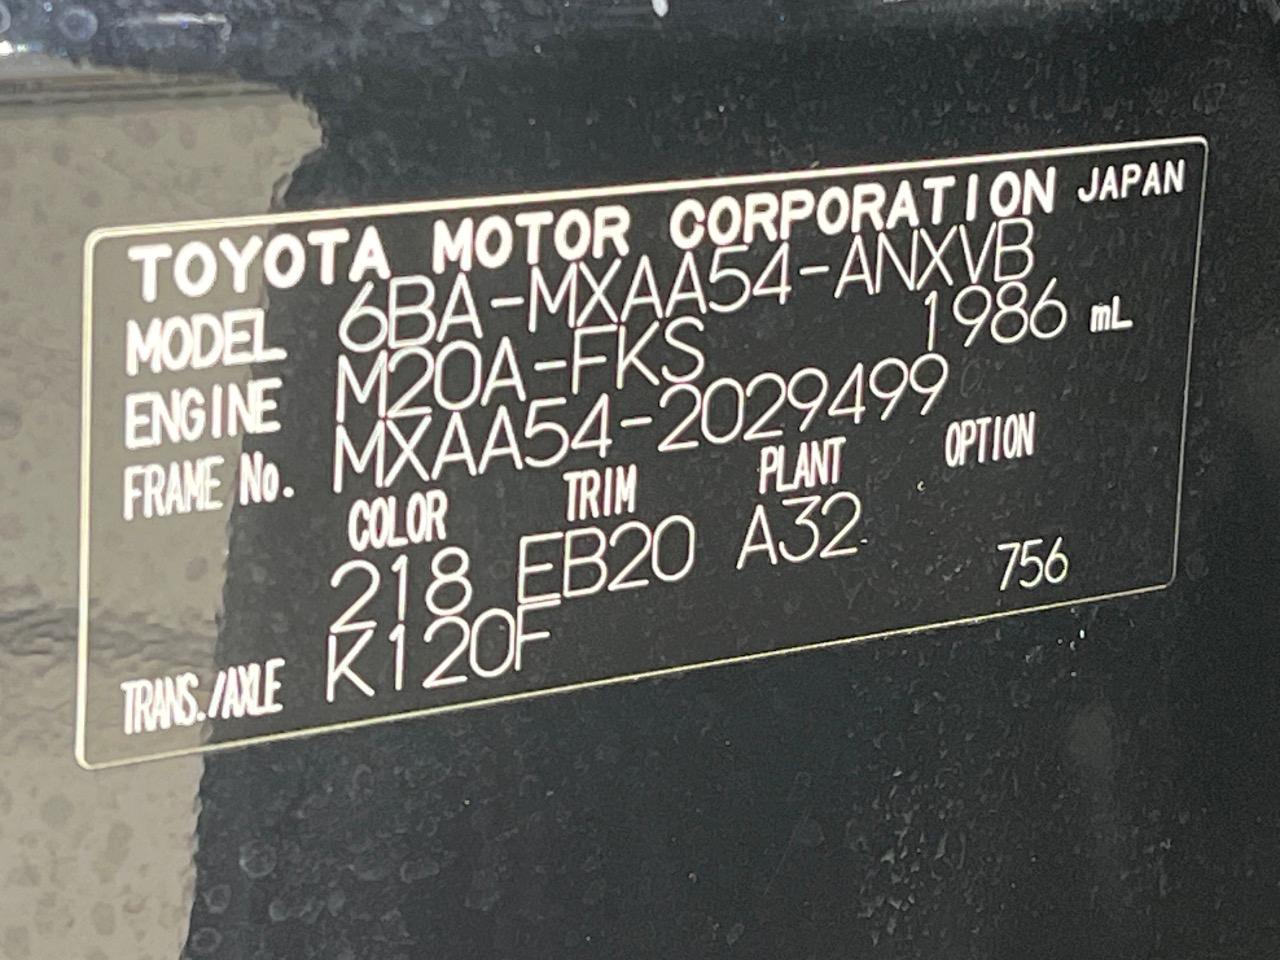 TOYOTA MOTOR CORPORATION JAPAN
MODEL 6BA-MXAA54-ANXVB
ENGINE M20A-FKS 1986 mL
FRAME No. MXAA54-2029499
COLOR TRIM PLANT OPTION
218 EB20 A32
TRANS./AXLE K120F 756